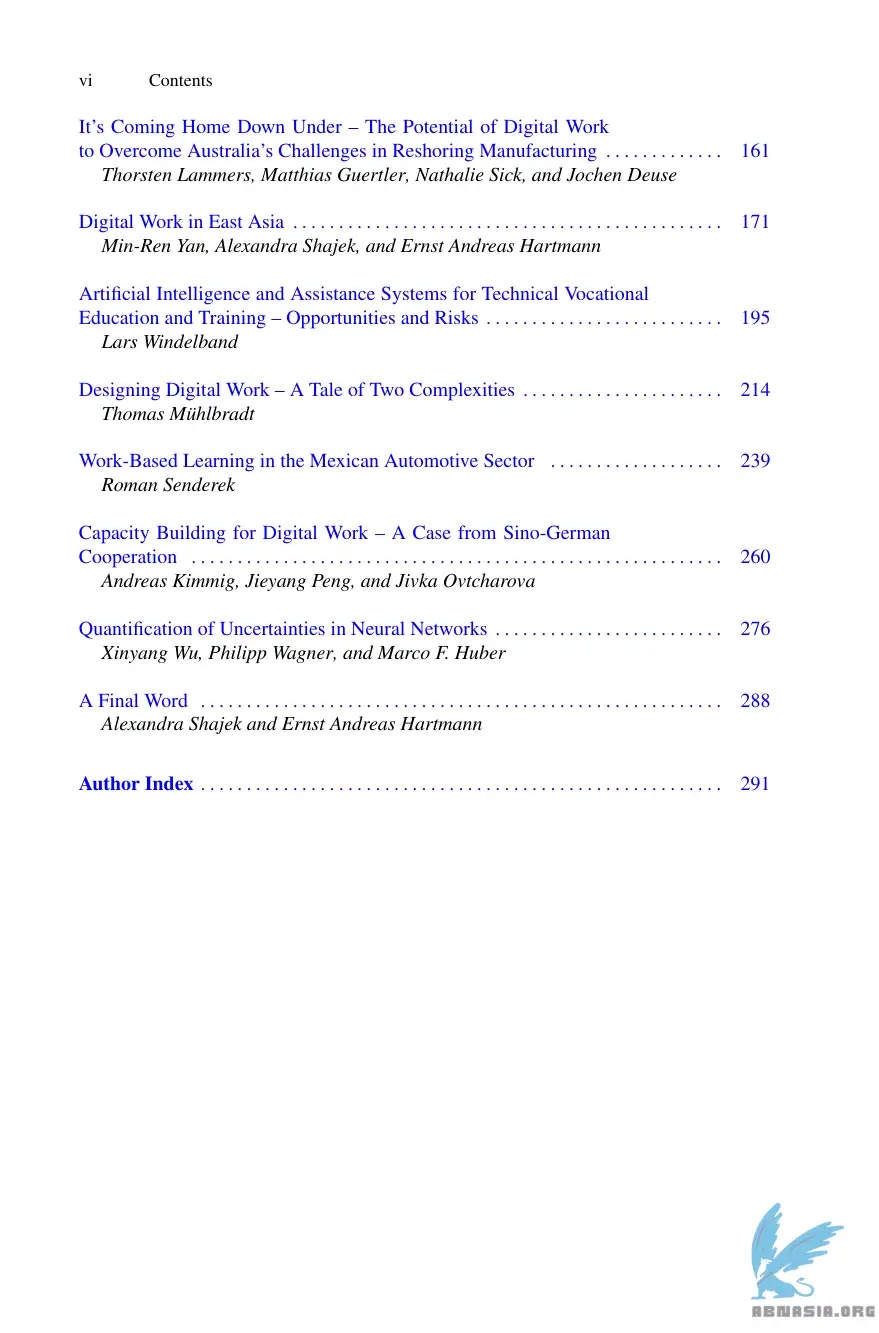 vi Contents
It's Coming Home Down Under – The Potential of Digital Work
to Overcome Australia's Challenges in Reshoring Manufacturing . . . . . . . . . . . . . 161
Thorsten Lammers, Matthias Guertler, Nathalie Sick, and Jochen Deuse
Digital Work in East Asia . . . . . . . . . . . . . . . . . . . . . . . . . . . . . . . . . . . . . . . . . . . . . . . 171
Min-Ren Yan, Alexandra Shajek, and Ernst Andreas Hartmann
Artificial Intelligence and Assistance Systems for Technical Vocational
Education and Training – Opportunities and Risks . . . . . . . . . . . . . . . . . . . . . . . . . . 195
Lars Windelband
Designing Digital Work – A Tale of Two Complexities . . . . . . . . . . . . . . . . . . . . . . 214
Thomas Mühlbradt
Work-Based Learning in the Mexican Automotive Sector . . . . . . . . . . . . . . . . . . . 239
Roman Senderek
Capacity Building for Digital Work – A Case from Sino-German
Cooperation . . . . . . . . . . . . . . . . . . . . . . . . . . . . . . . . . . . . . . . . . . . . . . . . . . . . . . . . . . 260
Andreas Kimmig, Jieyang Peng, and Jivka Ovtcharova
Quantification of Uncertainties in Neural Networks . . . . . . . . . . . . . . . . . . . . . . . . . 276
Xinyang Wu, Philipp Wagner, and Marco F. Huber
A Final Word . . . . . . . . . . . . . . . . . . . . . . . . . . . . . . . . . . . . . . . . . . . . . . . . . . . . . . . . . 288
Alexandra Shajek and Ernst Andreas Hartmann
Author Index . . . . . . . . . . . . . . . . . . . . . . . . . . . . . . . . . . . . . . . . . . . . . . . . . . . . . . . . . 291
ABNASIA.ORG